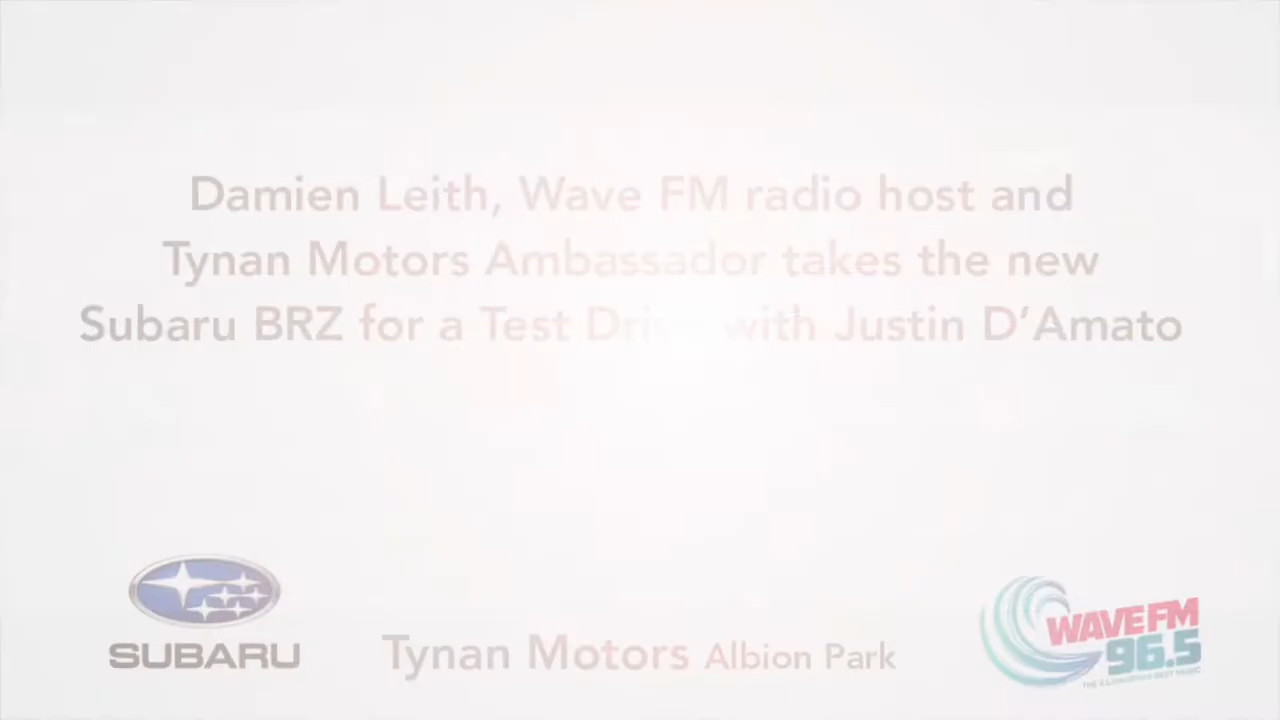 Damien Leith, Wave FM radio host and
Tynan Motors Ambassador takes the new
Subaru BRZ for a Test Drive with Justin D'Amato
SUBARU
Tynan Motors Albion Park
WAVE FM
96.5